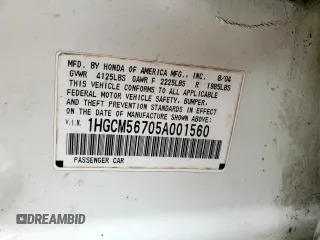 MFD. BY HONDA OF AMERICA MFG., INC. 8/04
GVWR 4125LBS GAWR F 2225LBS R 1985LBS
THIS VEHICLE CONFORMS TO ALL APPLICABLE
FEDERAL MOTOR VEHICLE SAFETY, BUMPER,
AND THEFT PREVENTION STANDARDS IN EFFECT
ON THE DATE OF MANUFACTURE SHOWN ABOVE.
V.I.N. 1HGCM56705A001560
PASSENGER CAR
DREAMBID